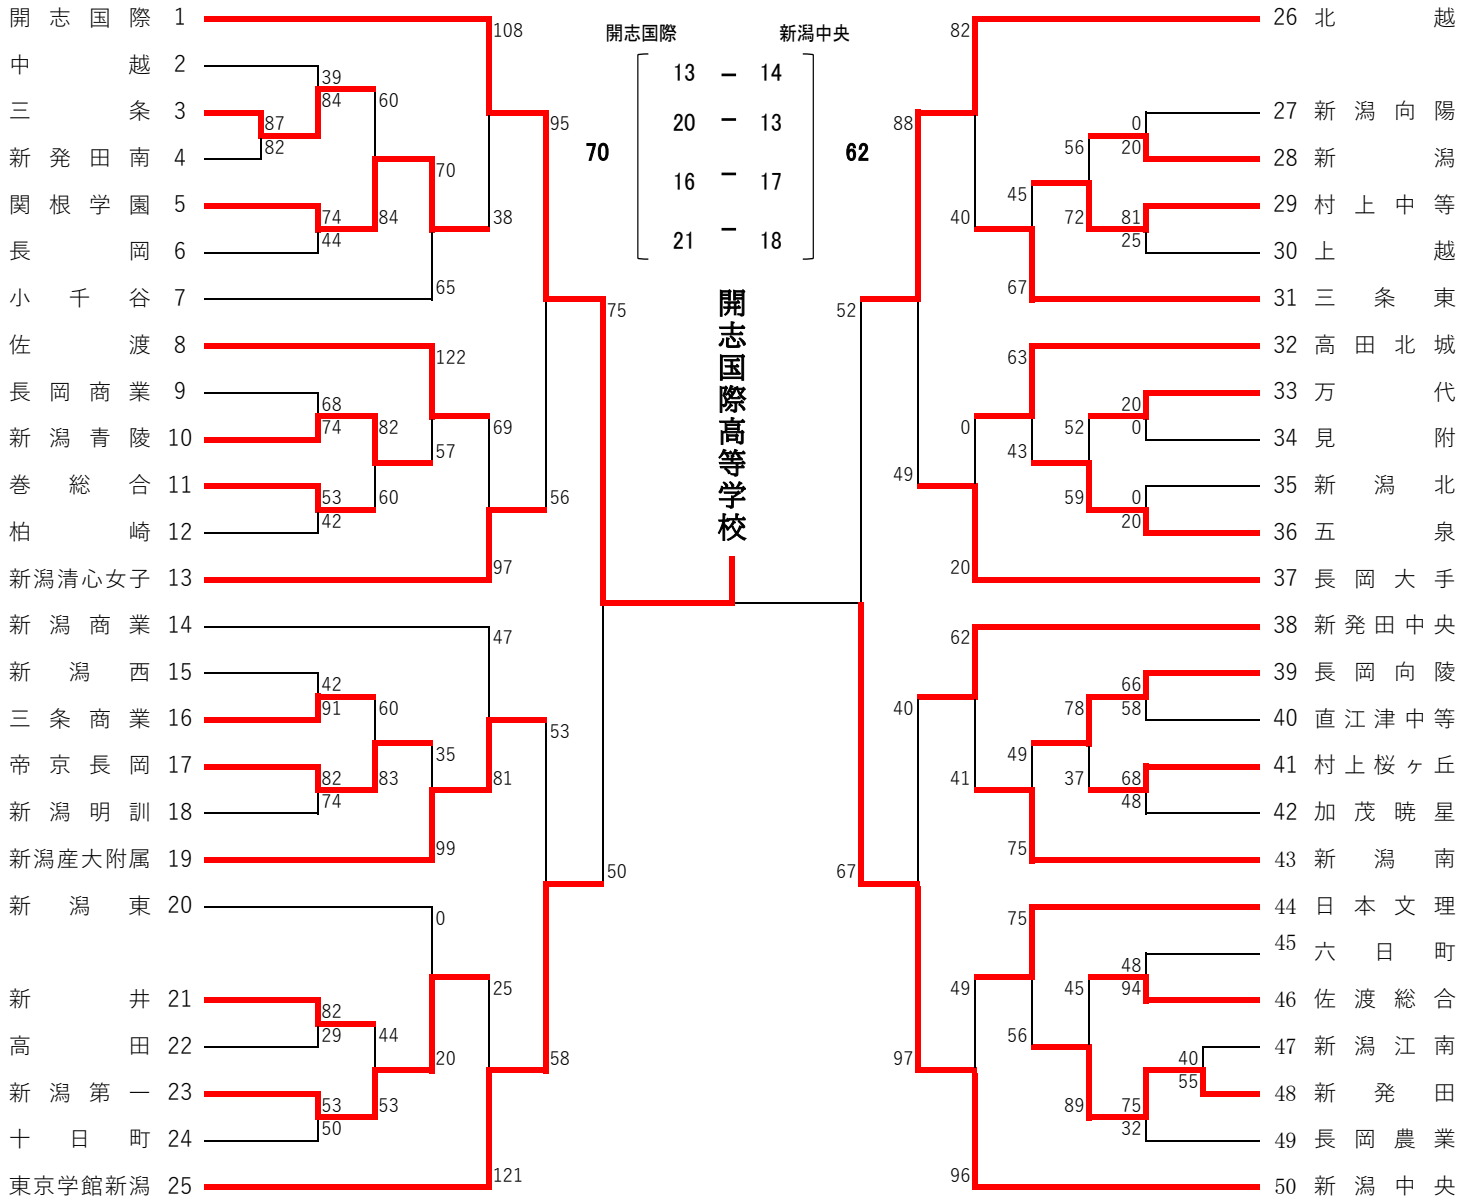 開志国際 1
中越 2
三条 3
新発田南 4
関根学園 5
長岡 6
小千谷 7
佐渡 8
長岡商業 9
新潟青陵 10
巻総合 11
柏崎 12
新潟清心女子 13
新潟商業 14
新潟西 15
三条商業 16
帝京長岡 17
新潟明訓 18
新潟産大附属 19
新潟東 20
新井 21
高田 22
新潟第一 23
十日町 24
東京学館新潟 25
87
82
39
84
74
44
68
74
53
42
42
91
82
74
82
29
53
50
60
84
82
60
60
83
44
53
70
65
122
57
35
99
0
20
108
38
69
97
47
81
25
121
95
56
53
58
75
50
開志国際 新潟中央
13 ー 14
20 ー 13
70 62
16 ー 17
21 ー 18
開志国際高等学校
52
67
88
49
40
97
82
40
0
20
62
41
49
96
45
67
63
43
49
75
75
56
56
72
52
59
78
37
45
89
0
20
81
25
20
0
0
20
66
58
68
48
48
94
75
32
40
55
26 北越
27 新潟向陽
28 新潟
29 村上中等
30 上越
31 三条東
32 高田北城
33 万代
34 見附
35 新潟北
36 五泉
37 長岡大手
38 新発田中央
39 長岡向陵
40 直江津中等
41 村上桜ヶ丘
42 加茂暁星
43 新潟南
44 日本文理
45 六日町
46 佐渡総合
47 新潟江南
48 新発田
49 長岡農業
50 新潟中央